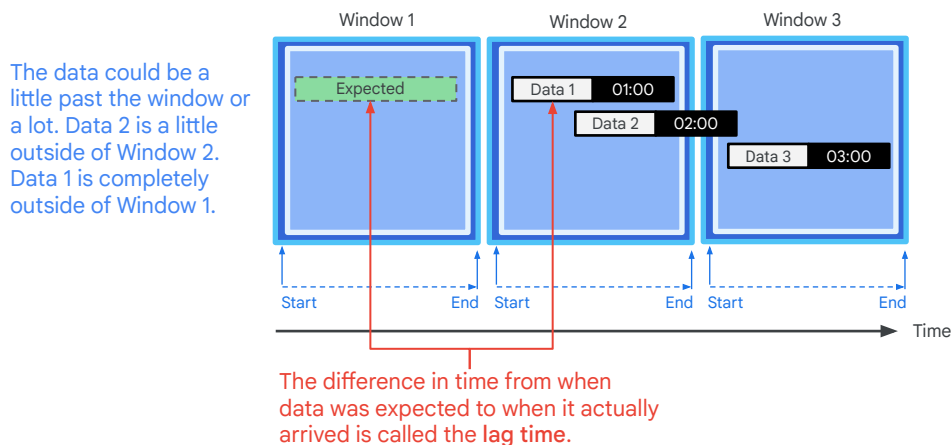 Window 1
Window 2
Window 3
The data could be a
little past the window or
a lot. Data 2 is a little
outside of Window 2.
Data 1 is completely
outside of Window 1.
Expected
Data 1 01:00
Data 2 02:00
Data 3 03:00
Start End
Start End
Start End
Time
The difference in time from when
data was expected to when it actually
arrived is called the lag time.